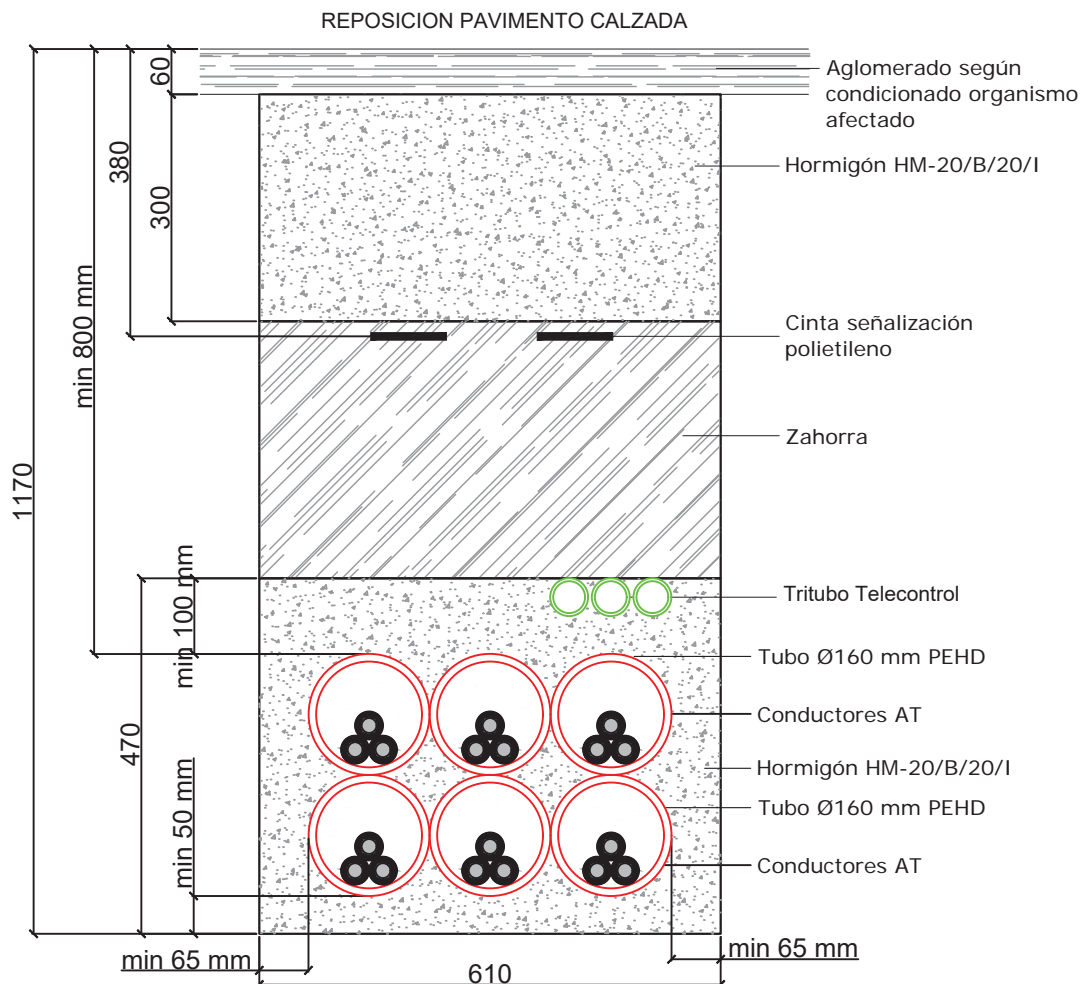 REPOSICION PAVIMENTO CALZADA
60
Aglomerado según
condicionado organismo
afectado
380
Hormigón HM-20/B/20/I
300
min 800 mm
Cinta señalización
polietileno
Zahorra
1170
min 100 mm
Tritubo Telecontrol
Tubo Ø160 mm PEHD
470
Conductores AT
Hormigón HM-20/B/20/I
Tubo Ø160 mm PEHD
min 50 mm
Conductores AT
min 65 mm
610
min 65 mm